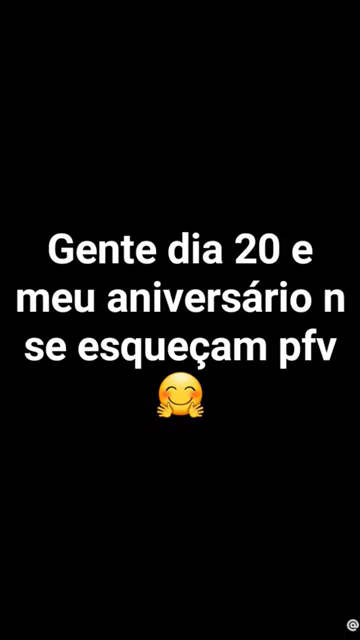 Gente dia 20 e
meu aniversário n
se esqueçam pfv
🤗
@